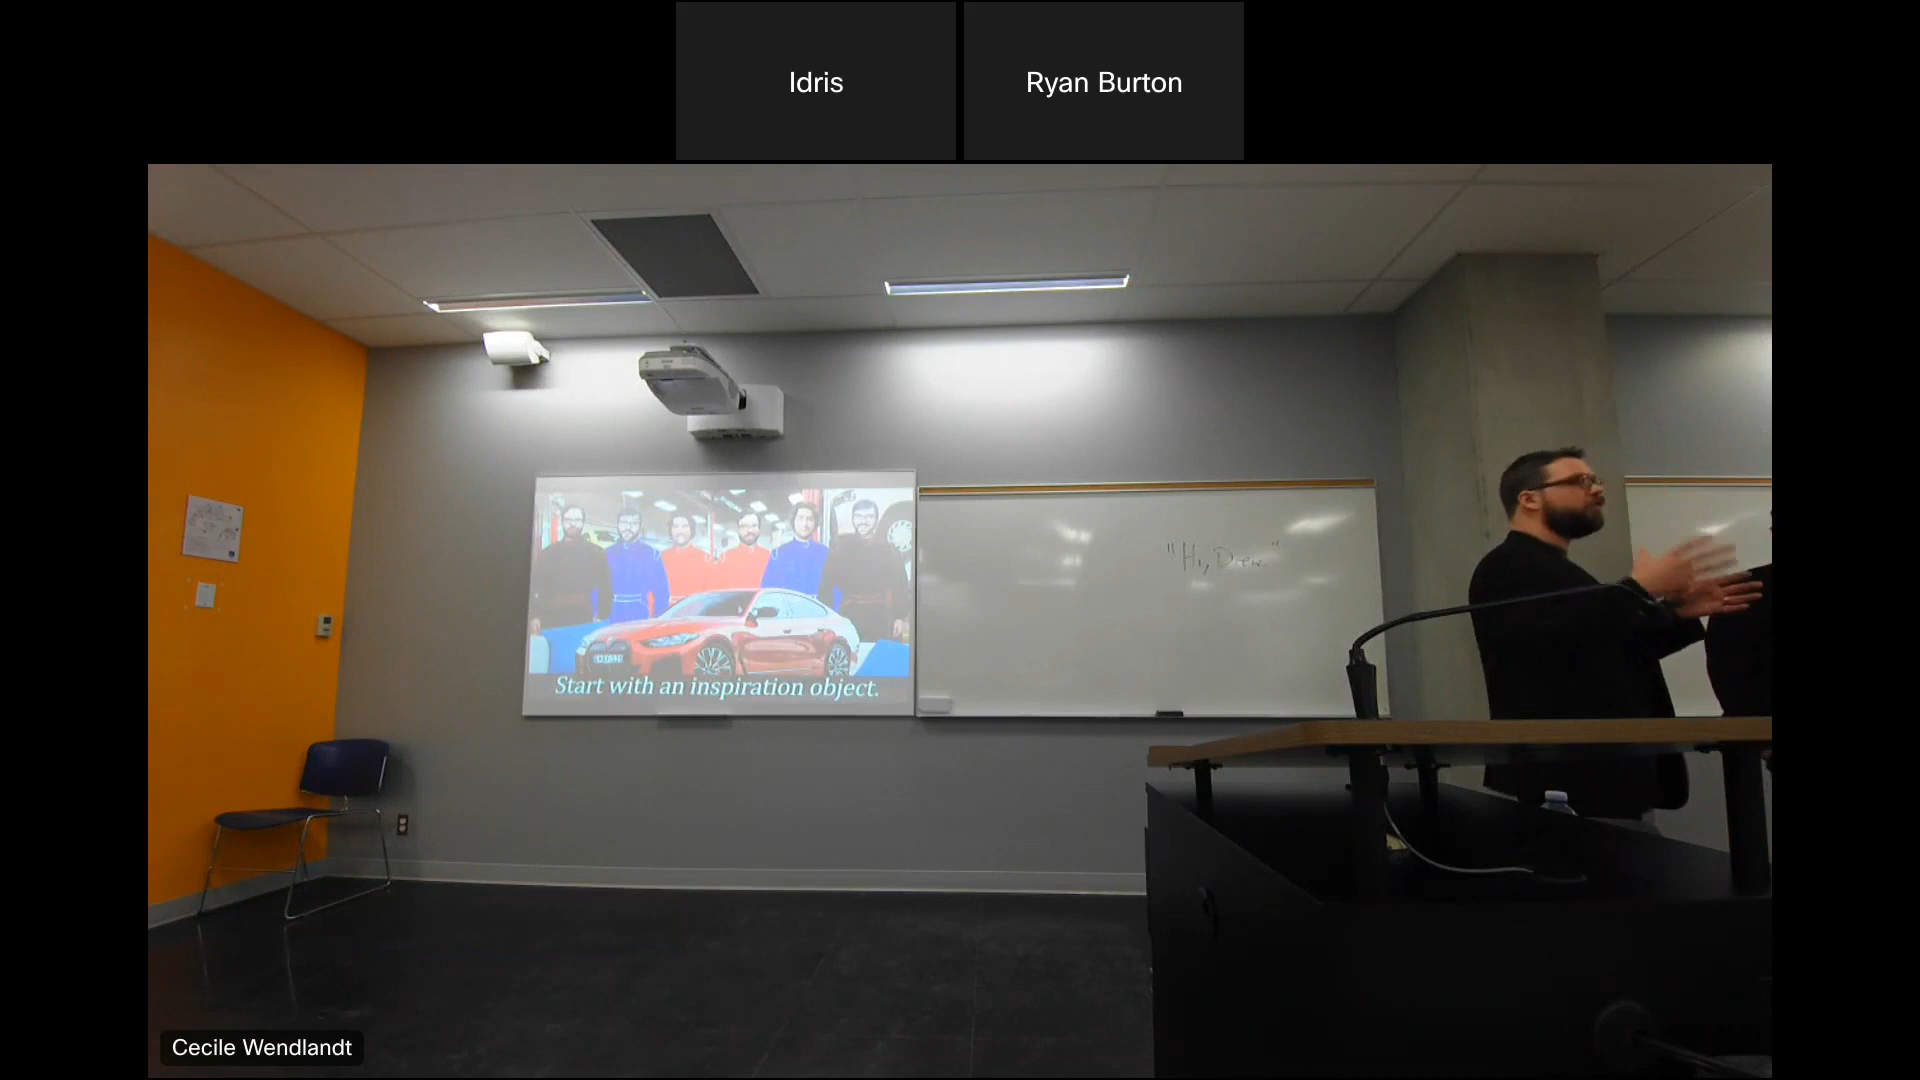 Idris
Ryan Burton
"Hi, Drew"
Start with an inspiration object.
Cecile Wendlandt